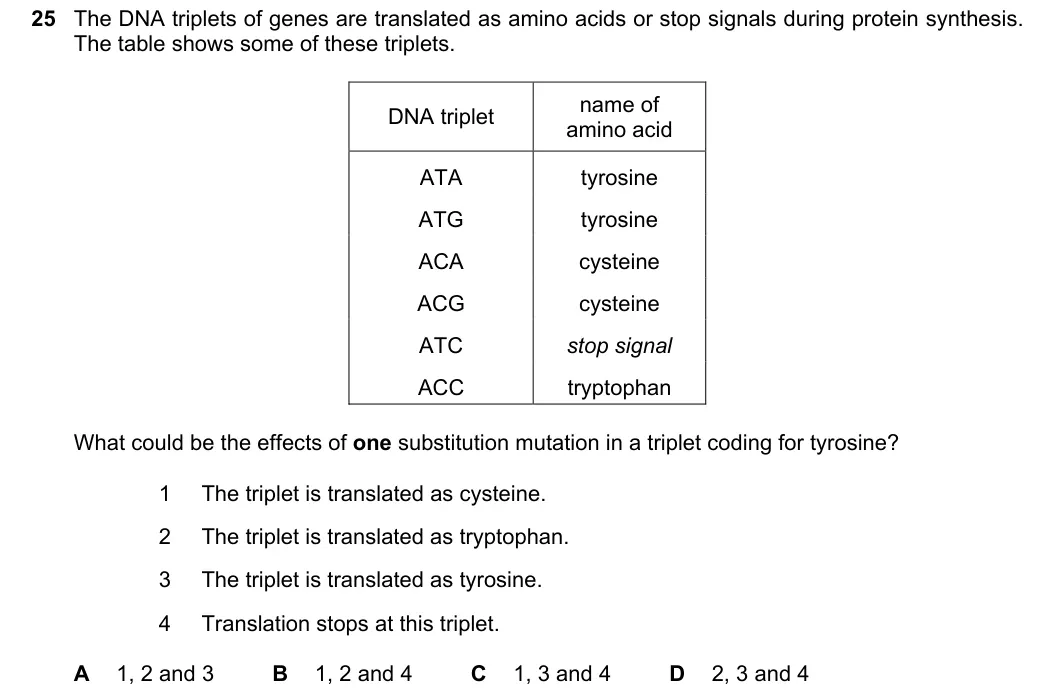 25 The DNA triplets of genes are translated as amino acids or stop signals during protein synthesis.
The table shows some of these triplets.
DNA triplet name of amino acid
ATA tyrosine
ATG tyrosine
ACA cysteine
ACG cysteine
ATC stop signal
ACC tryptophan
What could be the effects of one substitution mutation in a triplet coding for tyrosine?
1 The triplet is translated as cysteine.
2 The triplet is translated as tryptophan.
3 The triplet is translated as tyrosine.
4 Translation stops at this triplet.
A 1, 2 and 3 B 1, 2 and 4 C 1, 3 and 4 D 2, 3 and 4